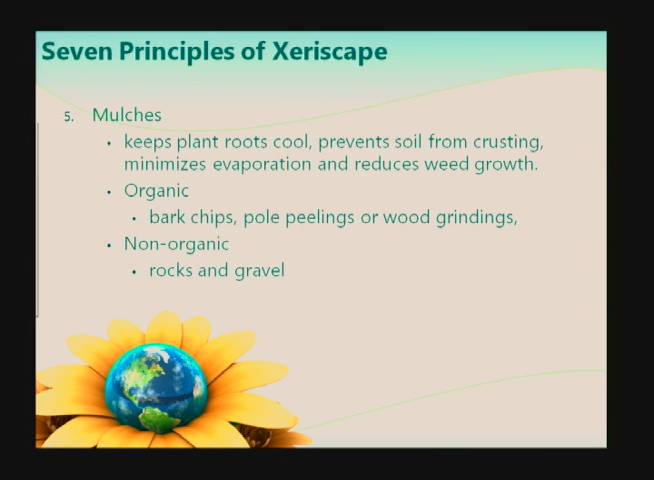 Seven Principles of Xeriscape
5. Mulches
• keeps plant roots cool, prevents soil from crusting,
minimizes evaporation and reduces weed growth.
• Organic
• bark chips, pole peelings or wood grindings,
• Non-organic
• rocks and gravel